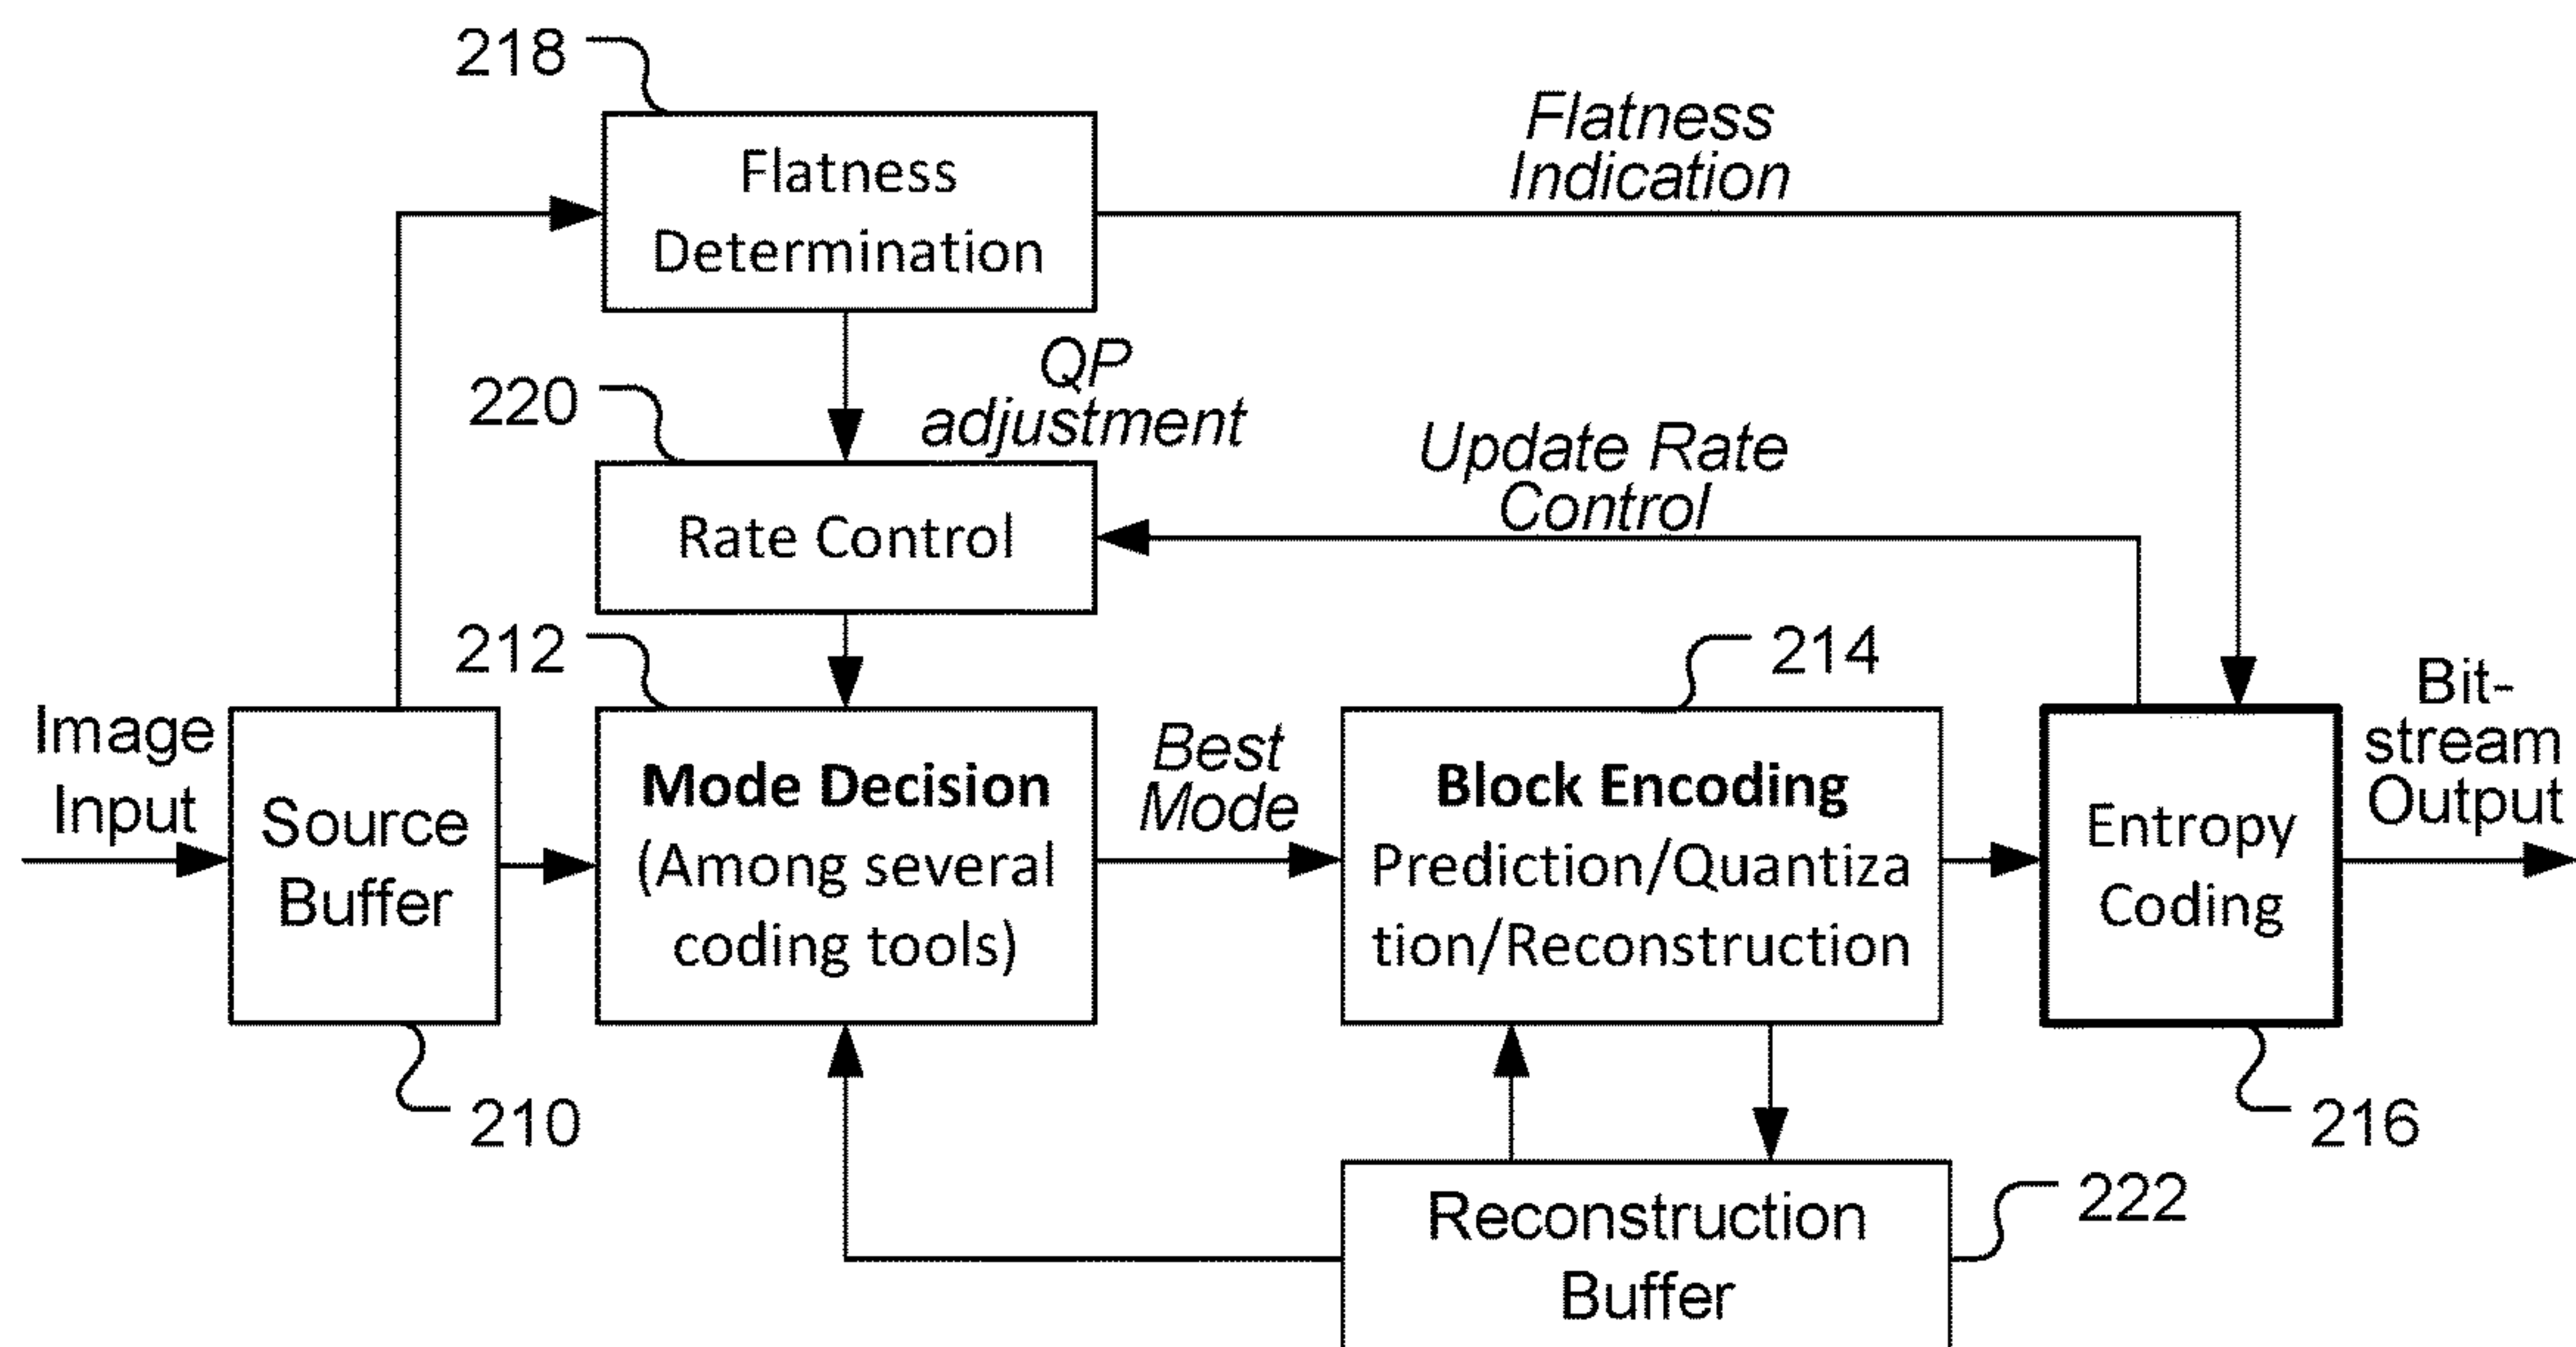 218
Flatness
Determination
Flatness
Indication
QP
adjustment
220
Rate Control
Update Rate
Control
212
214
Image
Input
Source
Buffer
210
Mode Decision
(Among several
coding tools)
Best
Mode
Block Encoding
Prediction/Quantiza
tion/Reconstruction
Entropy
Coding
216
Bit-
stream
Output
Reconstruction
Buffer
222